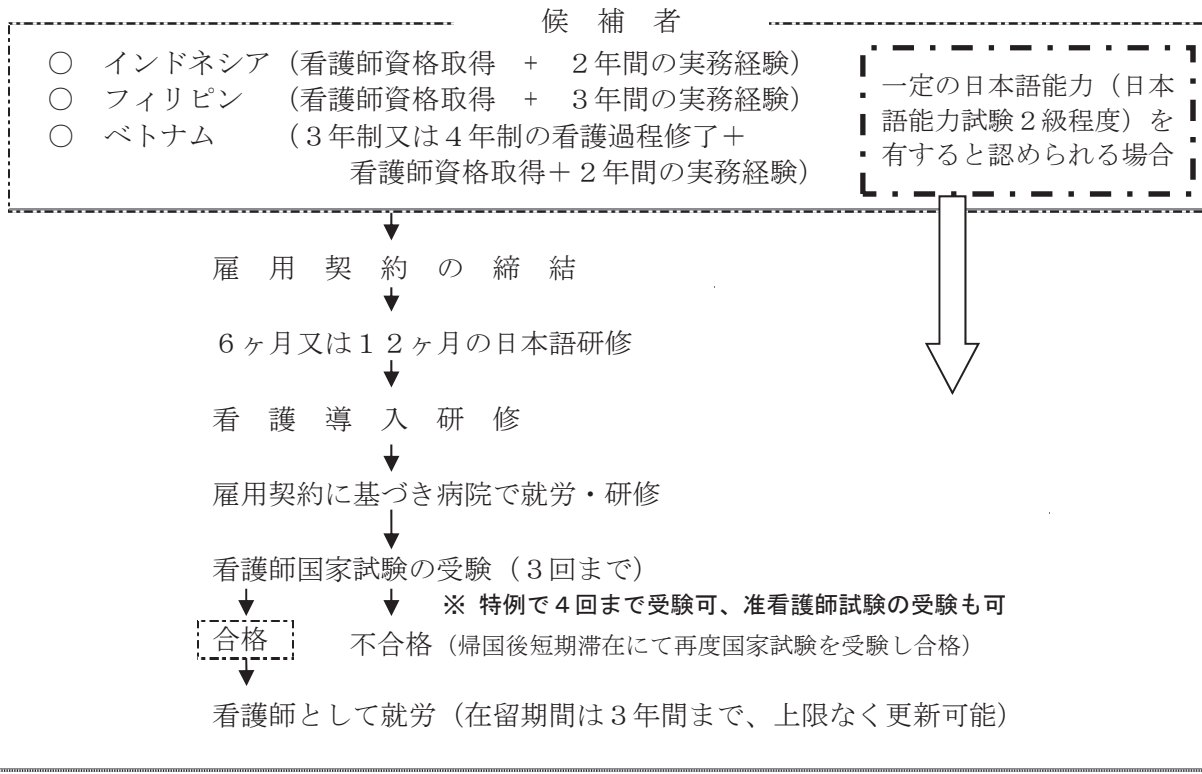 候 補 者
○ インドネシア（看護師資格取得 + ２年間の実務経験）
○ フィリピン （看護師資格取得 + ３年間の実務経験）
○ ベトナム （３年制又は４年制の看護過程修了＋
看護師資格取得＋２年間の実務経験）
一定の日本語能力（日本
語能力試験２級程度）を
有すると認められる場合
雇 用 契 約 の 締 結
６ヶ月又は１２ヶ月の日本語研修
看 護 導 入 研 修
雇用契約に基づき病院で就労・研修
看護師国家試験の受験（３回まで）
※ 特例で４回まで受験可、准看護師試験の受験も可
合格 不合格（帰国後短期滞在にて再度国家試験を受験し合格）
看護師として就労（在留期間は３年間まで、上限なく更新可能）